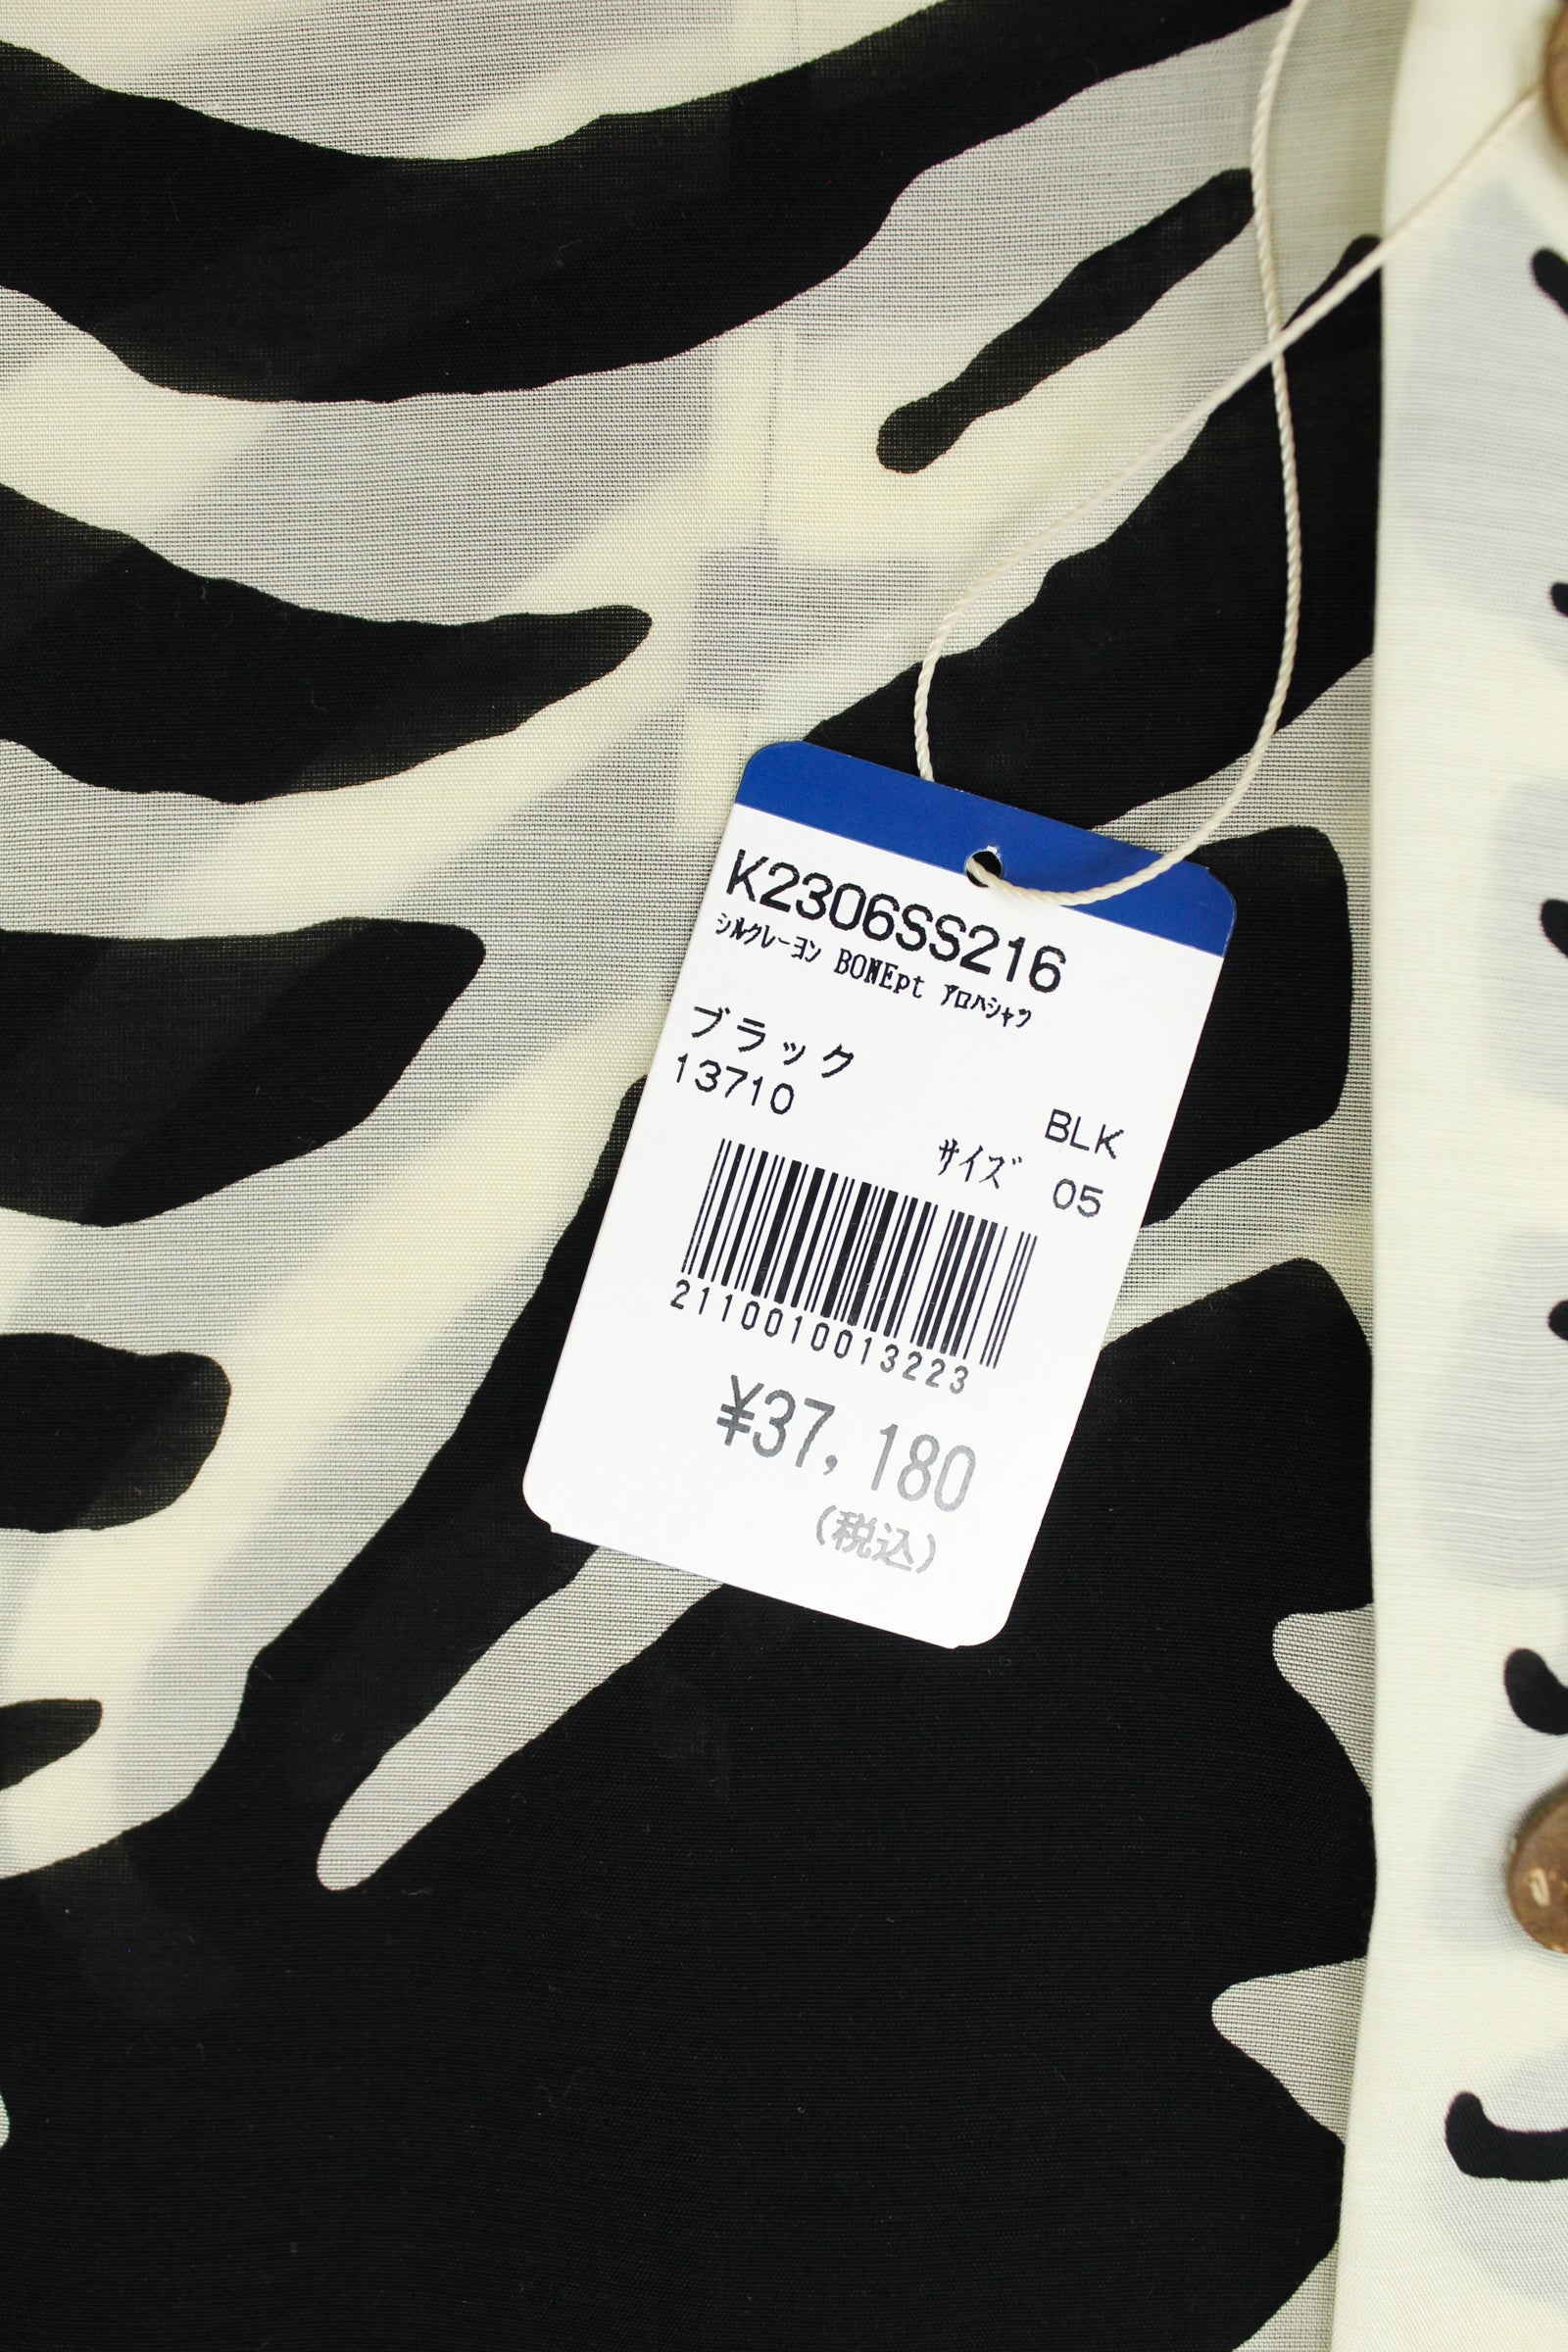 K2306SS216
シルクレーヨン BONEpt アロハシャツ
ブラック
13710
BLK
サイズ 05
2110010013223
¥37,180
(税込)